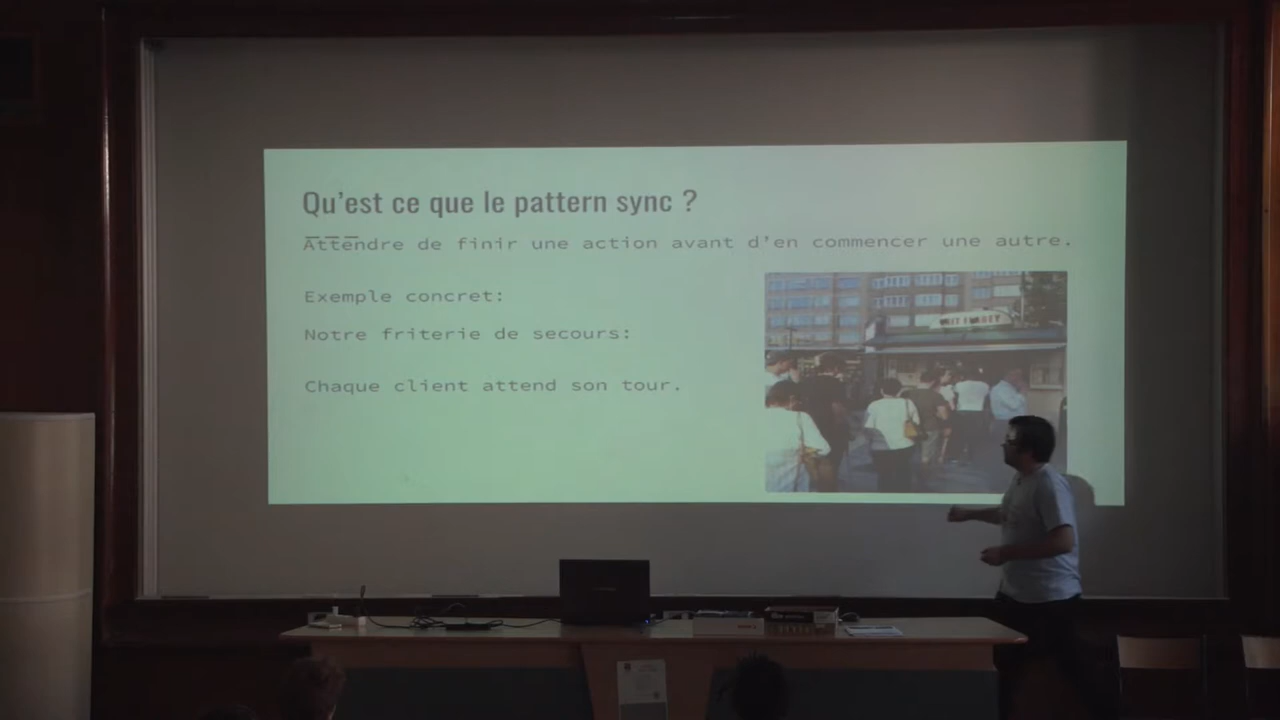 Qu'est ce que le pattern sync ?
Attendre de finir une action avant d'en commencer une autre.
Exemple concret:
Notre friterie de secours:
Chaque client attend son tour.